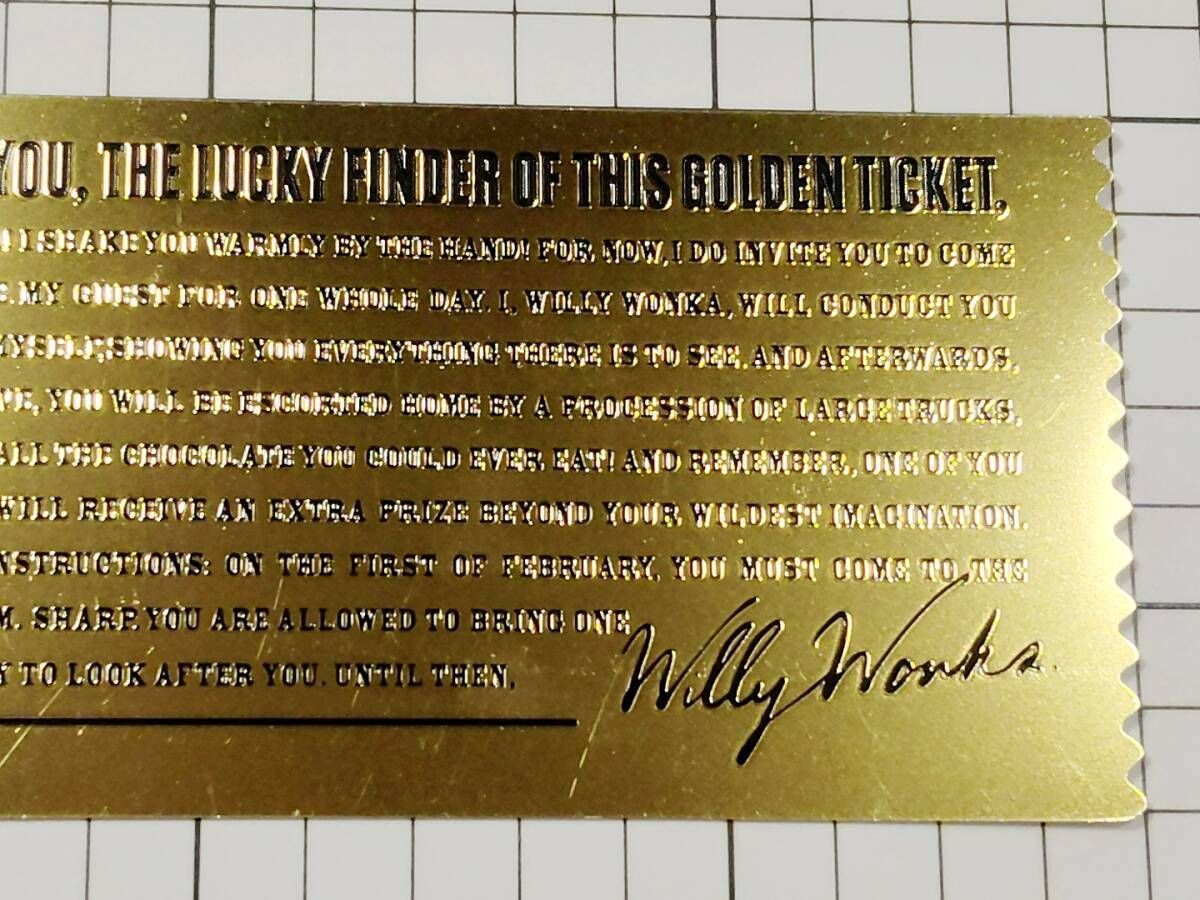 YOU, THE LUCKY FINDER OF THIS GOLDEN TICKET,
I SHAKE YOU WARMLY BY THE HAND! FOR NOW, I DO INVITE YOU TO COME
MY GUEST FOR ONE WHOLE DAY. I, WILLY WONKA, WILL CONDUCT YOU
MYSELF, SHOWING YOU EVERYTHING THERE IS TO SEE. AND AFTERWARDS,
VE, YOU WILL BE ESCORTED HOME BY A PROCESSION OF LARGE TRUCKS,
ALL THE CHOCOLATE YOU COULD EVER EAT! AND REMEMBER, ONE OF YOU
WILL RECEIVE AN EXTRA PRIZE BEYOND YOUR WILDEST IMAGINATION.
NSTRUCTIONS: ON THE FIRST OF FEBRUARY, YOU MUST COME TO THE
M. SHARP. YOU ARE ALLOWED TO BRING ONE
Y TO LOOK AFTER YOU. UNTIL THEN,
Willy Wonka.